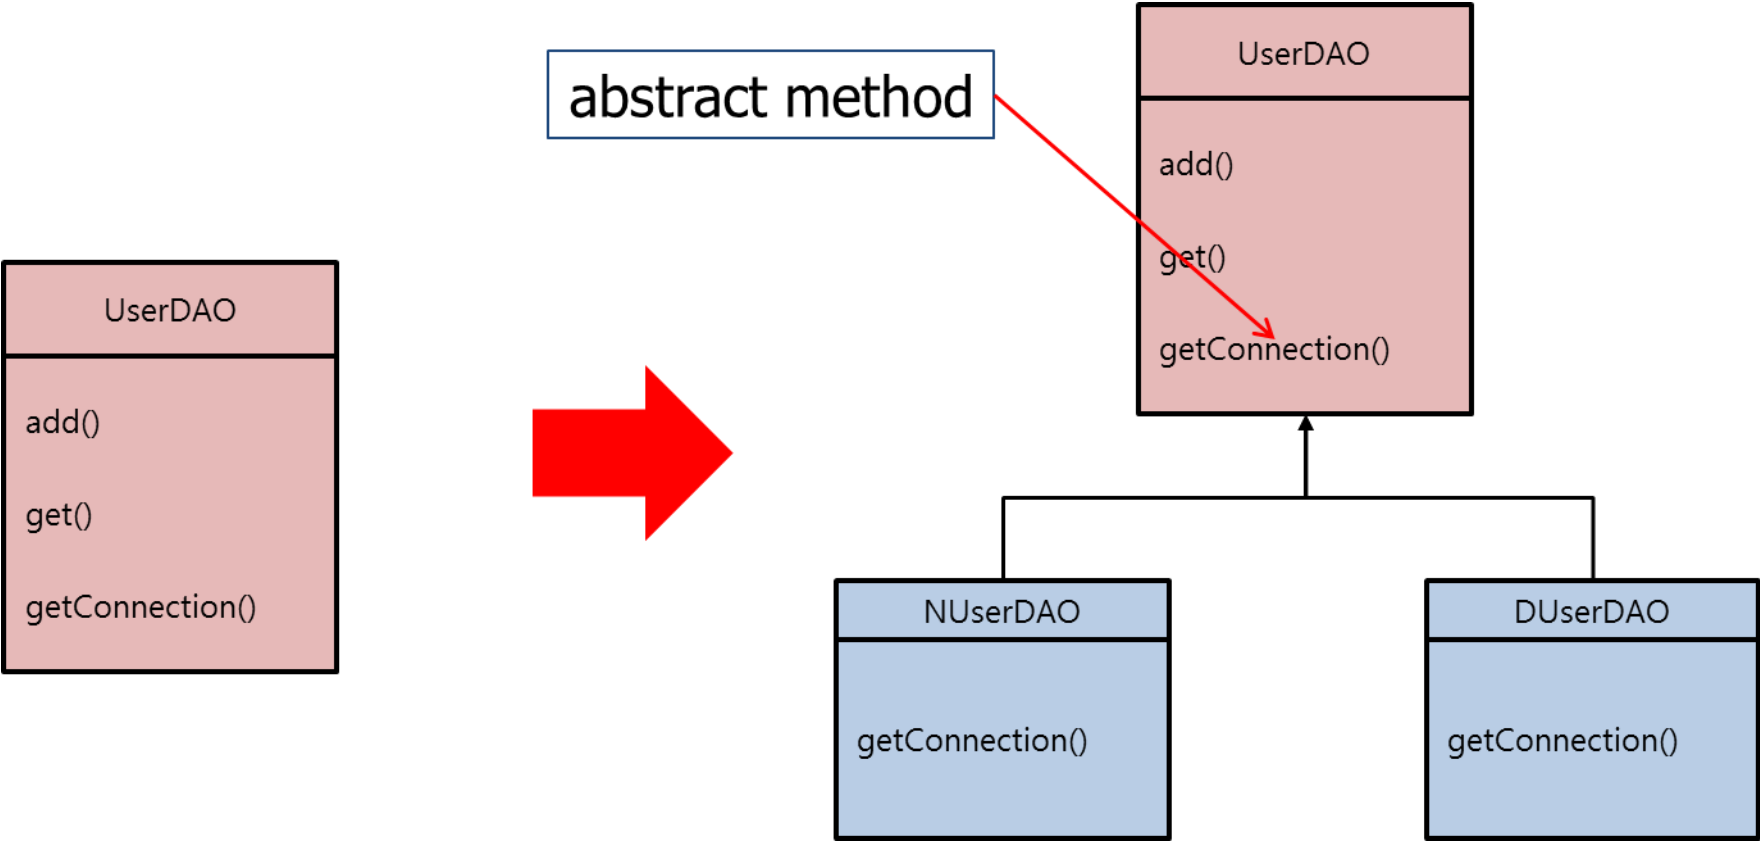 UserDAO
add()
get()
getConnection()
abstract method
UserDAO
add()
get()
getConnection()
NUserDAO
getConnection()
DUserDAO
getConnection()